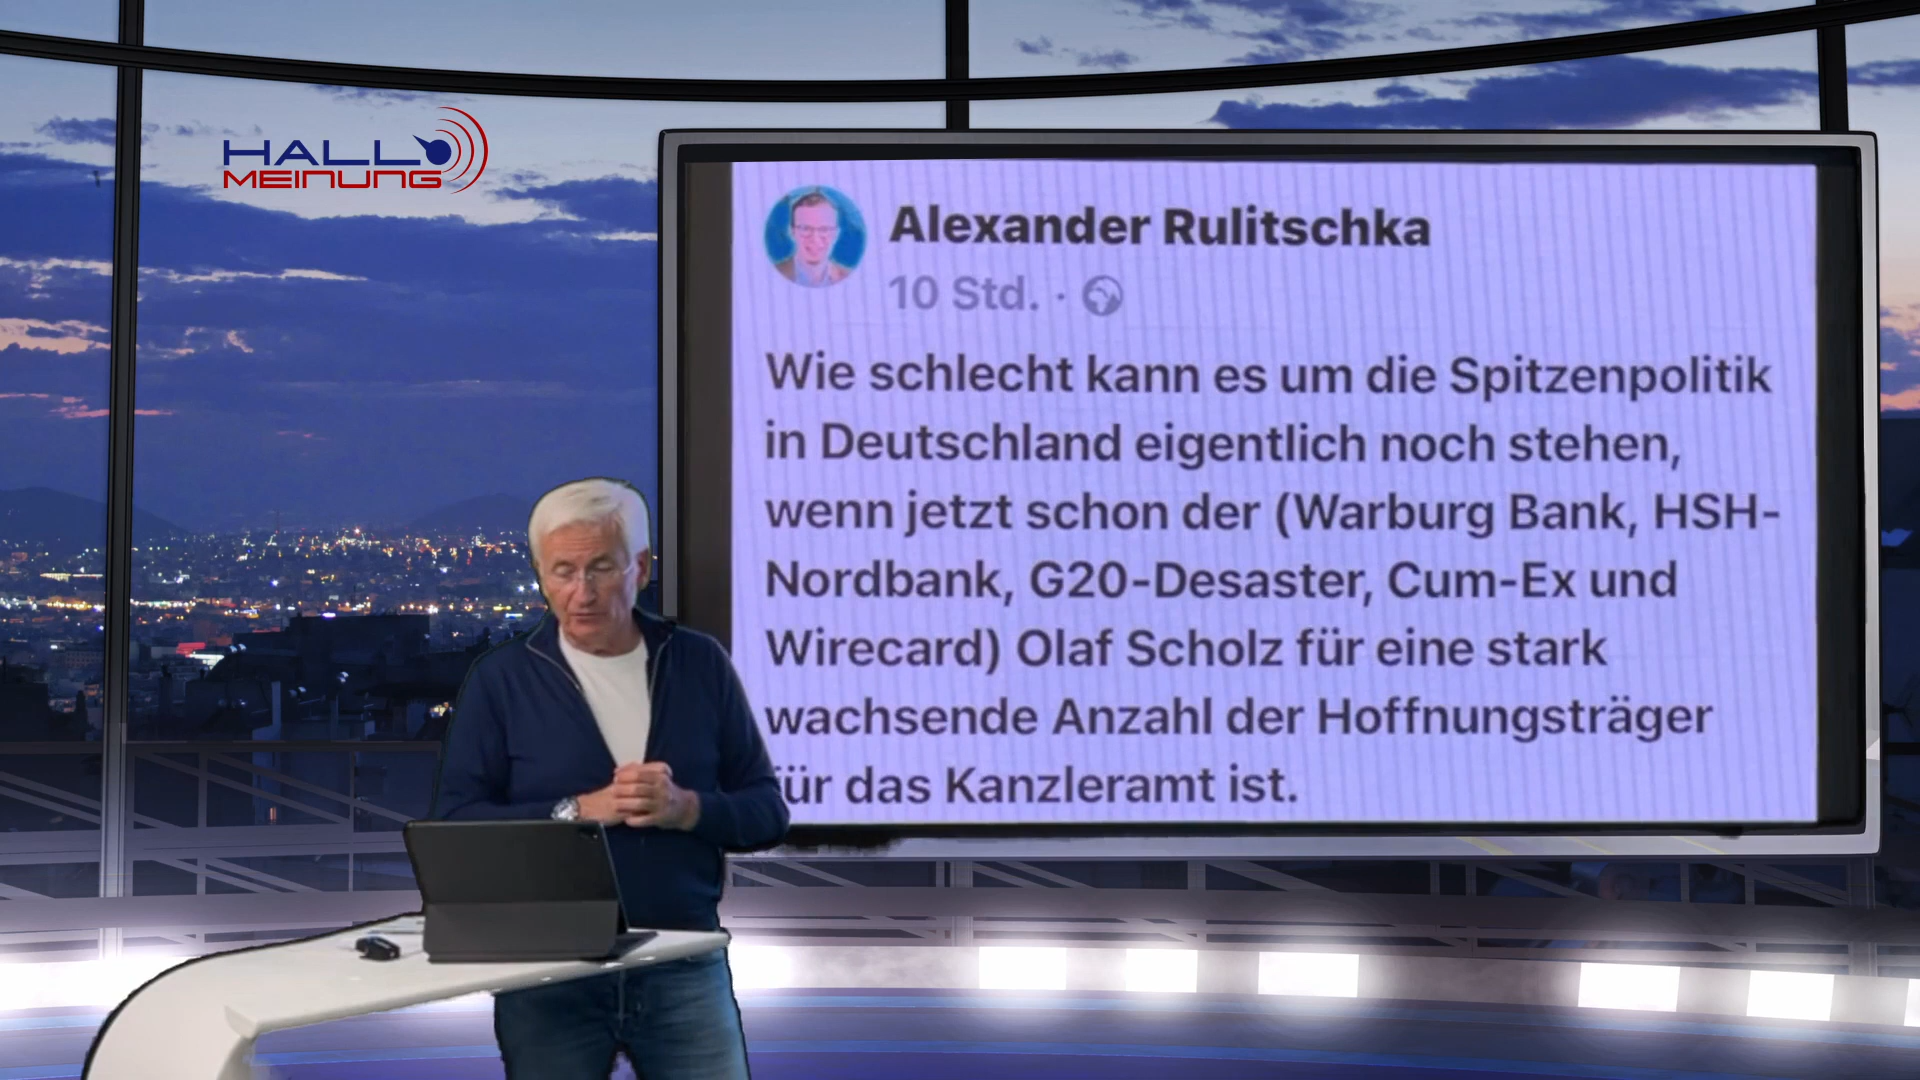 HALLO
MEINUNG
Alexander Rulitschka
10 Std. ·
Wie schlecht kann es um die Spitzenpolitik
in Deutschland eigentlich noch stehen,
wenn jetzt schon der (Warburg Bank, HSH-
Nordbank, G20-Desaster, Cum-Ex und
Wirecard) Olaf Scholz für eine stark
wachsende Anzahl der Hoffnungsträger
für das Kanzleramt ist.